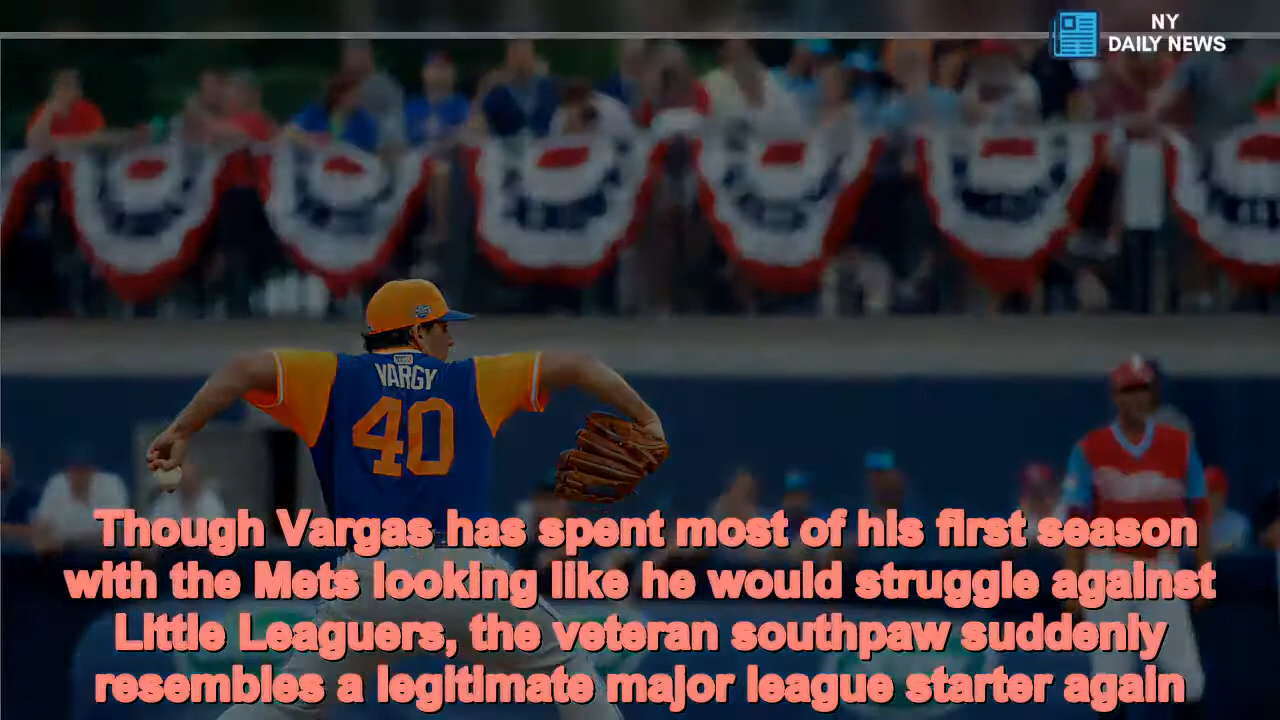 NY
DAILY NEWS
VARGY
40
Though Vargas has spent most of his first season
with the Mets looking like he would struggle against
Little Leaguers, the veteran southpaw suddenly
resembles a legitimate major league starter again